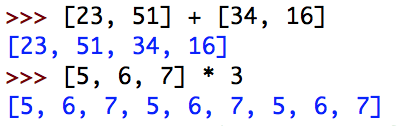 >>> [23, 51] + [34, 16]
[23, 51, 34, 16]
>>> [5, 6, 7] * 3
[5, 6, 7, 5, 6, 7, 5, 6, 7]